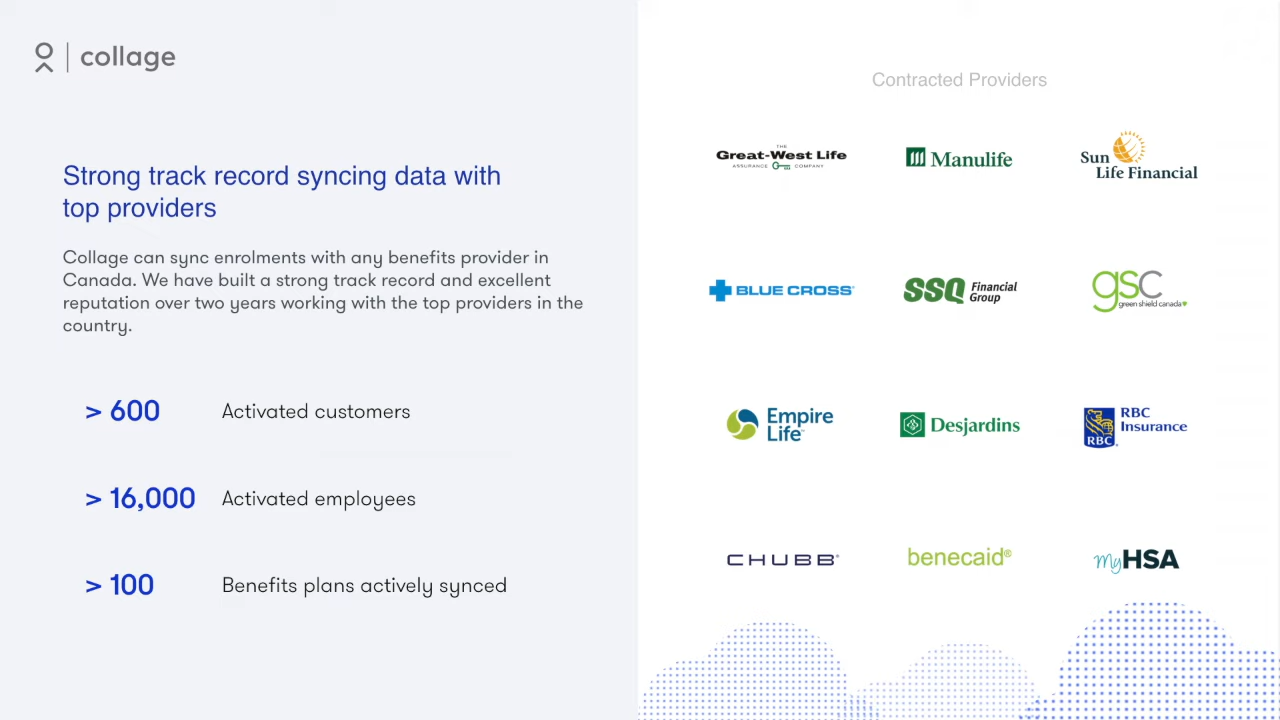 collage
Strong track record syncing data with
top providers
Collage can sync enrolments with any benefits provider in
Canada. We have built a strong track record and excellent
reputation over two years working with the top providers in the
country.
> 600 Activated customers
> 16,000 Activated employees
> 100 Benefits plans actively synced
Contracted Providers
THE
Great-West Life
ASSURANCE COMPANY
Manulife
Sun
Life Financial
BLUE CROSS®
SSQ Financial
Group
gsc
green shield canada
Empire
Life™
Desjardins
RBC
Insurance
RBC®
CHUBB®
benecaid®
myHSA